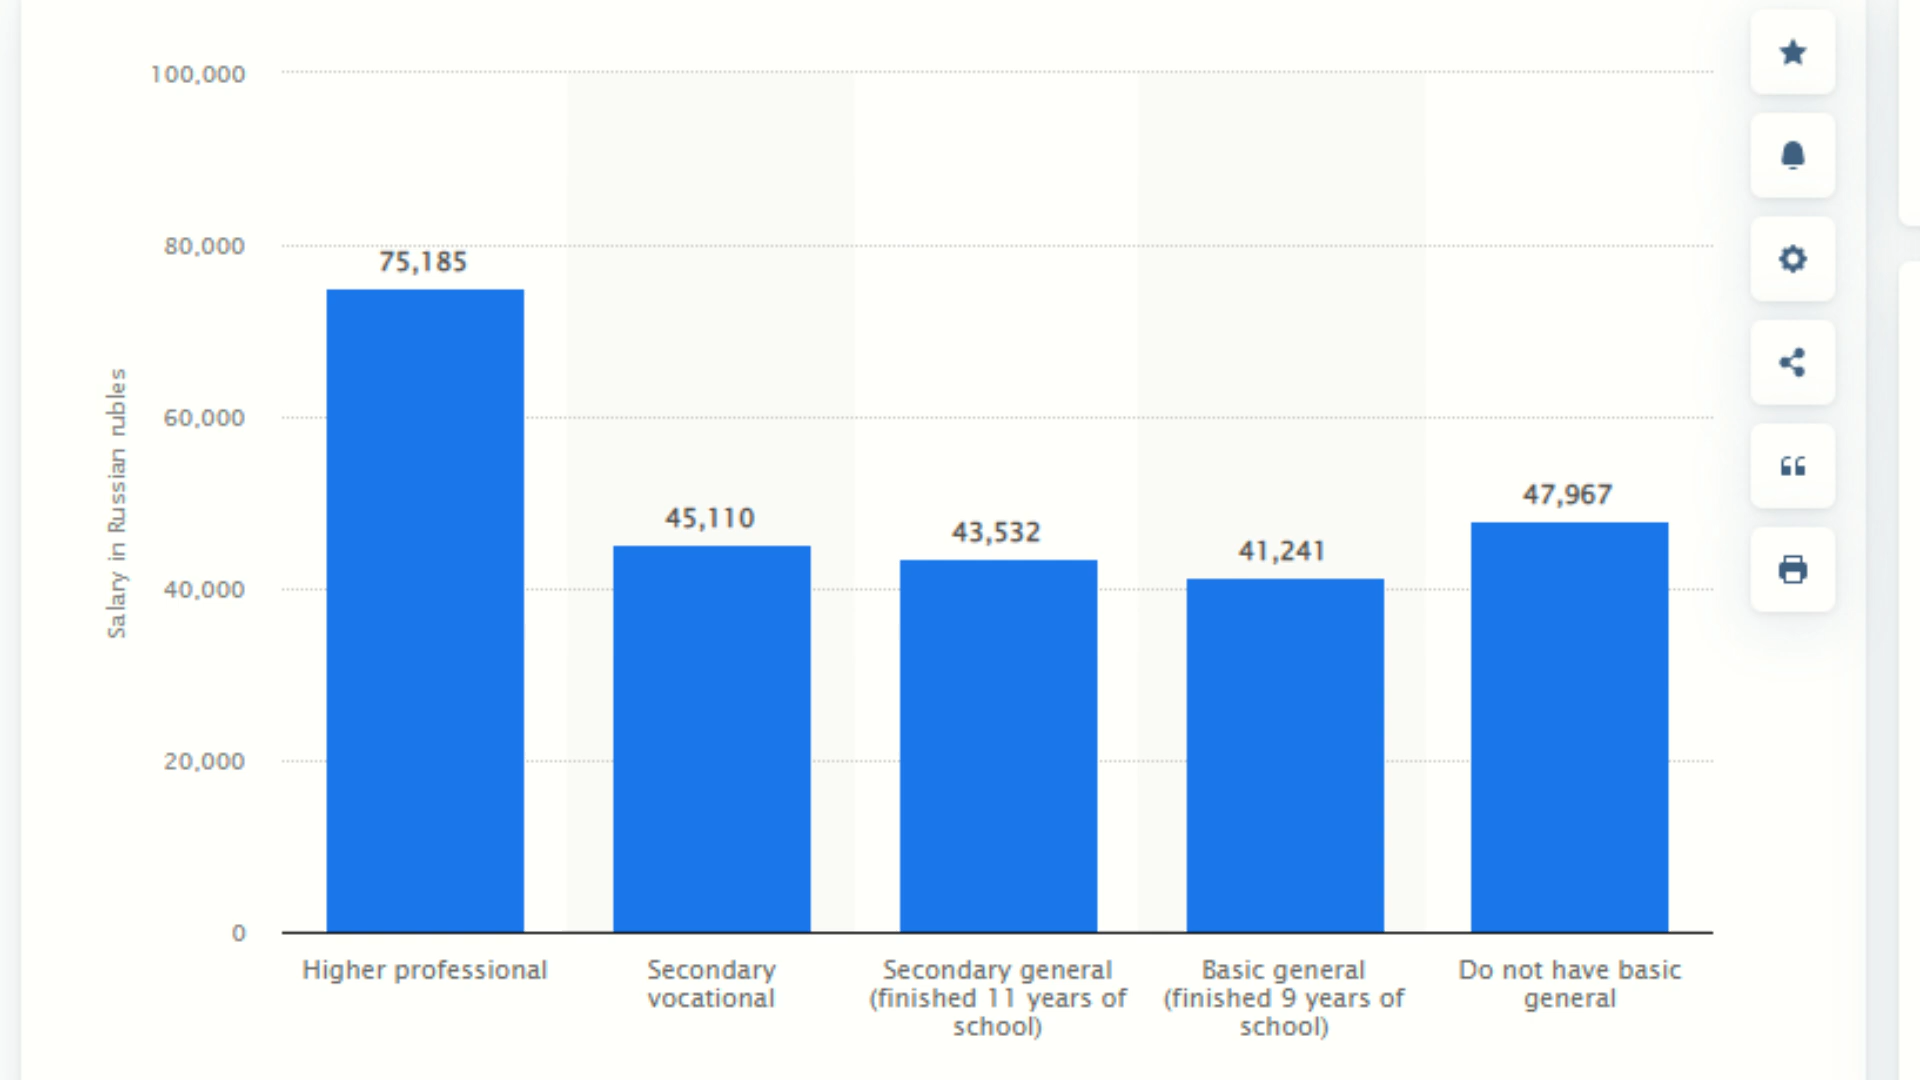 100,000
80,000
75,185
Salary in Russian rubles
60,000
47,967
45,110
43,532
41,241
40,000
20,000
0
Higher professional
Secondary
vocational
Secondary general
(finished 11 years of
school)
Basic general
(finished 9 years of
school)
Do not have basic
general